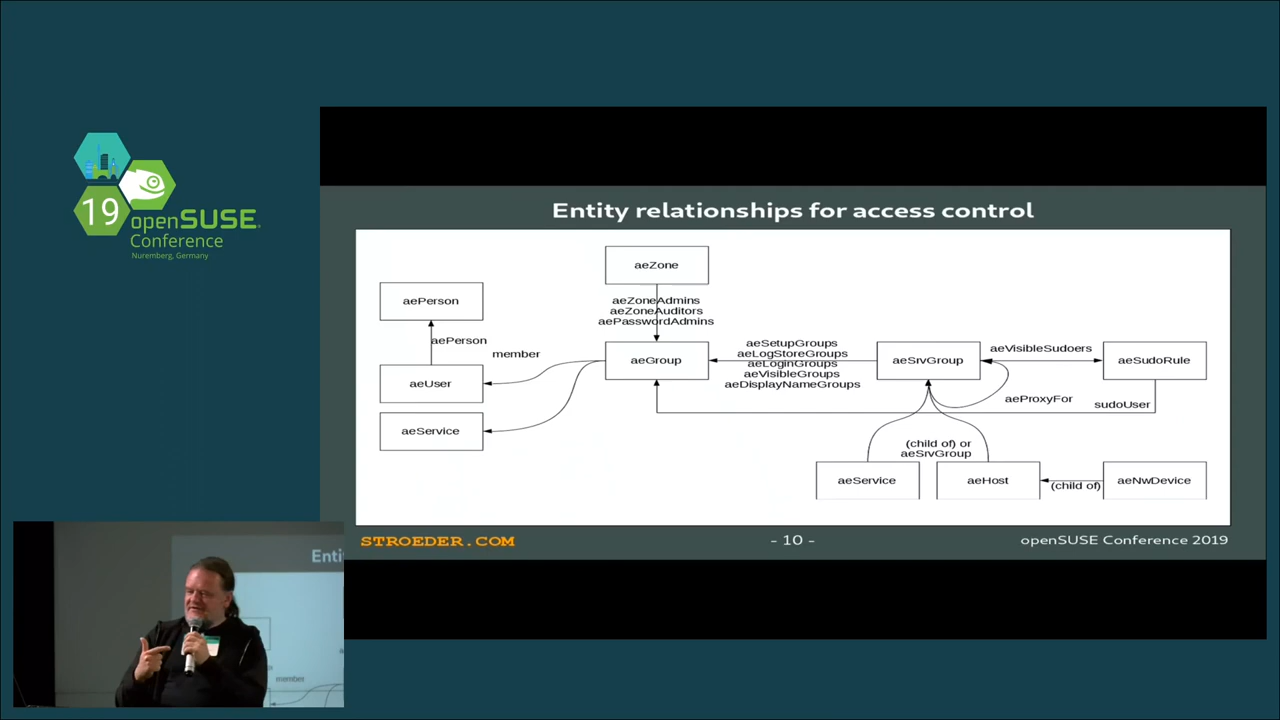 19
openSUSE
Conference
Nuremberg, Germany
Entity relationships for access control
aeZone
aePerson
aeZoneAdmins
aeZoneAuditors
aePasswordAdmins
aePerson
member
aeGroup
aeSetupGroups
aeLogStoreGroups
aeLoginGroups
aeVisibleGroups
aeDisplayNameGroups
aeSrvGroup
aeVisibleSudoers
aeSudoRule
aeUser
aeProxyFor
sudoUser
aeService
(child of) or
aeSrvGroup
aeService
aeHost
(child of)
aeNwDevice
STROEDER.COM
- 10 -
openSUSE Conference 2019
Enti
member